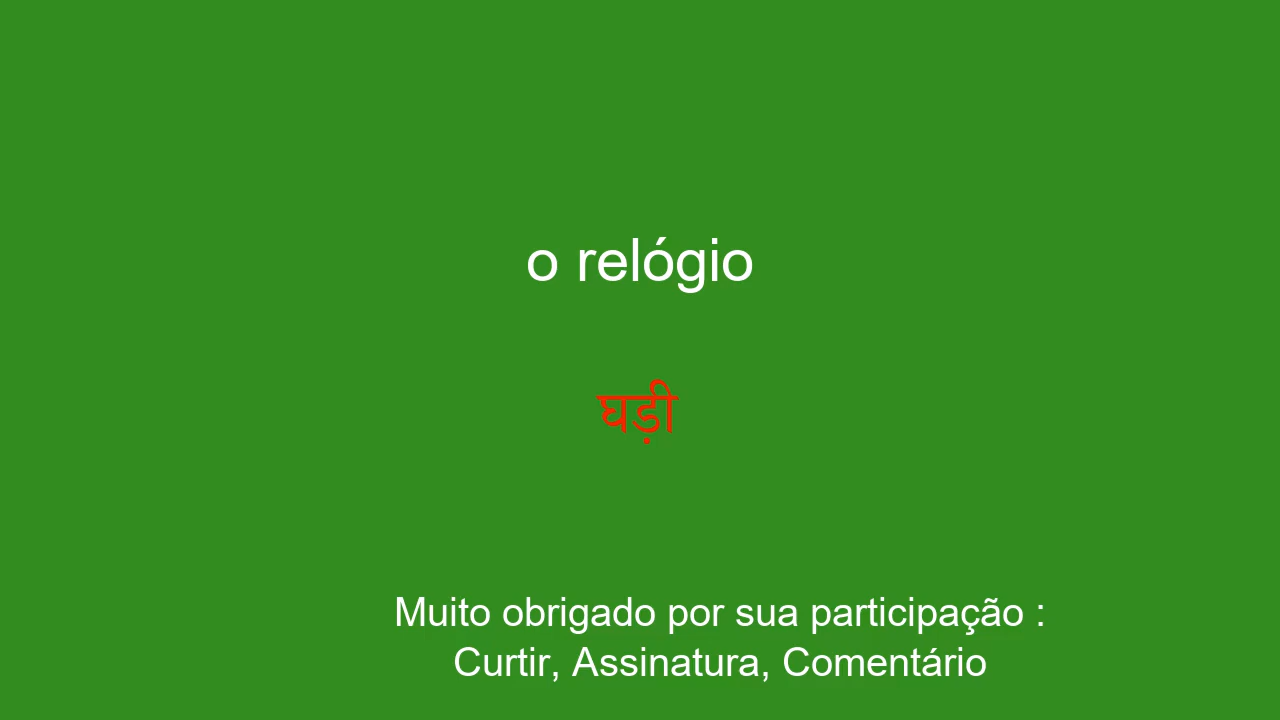 o relógio
घड़ी
Muito obrigado por sua participação :
Curtir, Assinatura, Comentário